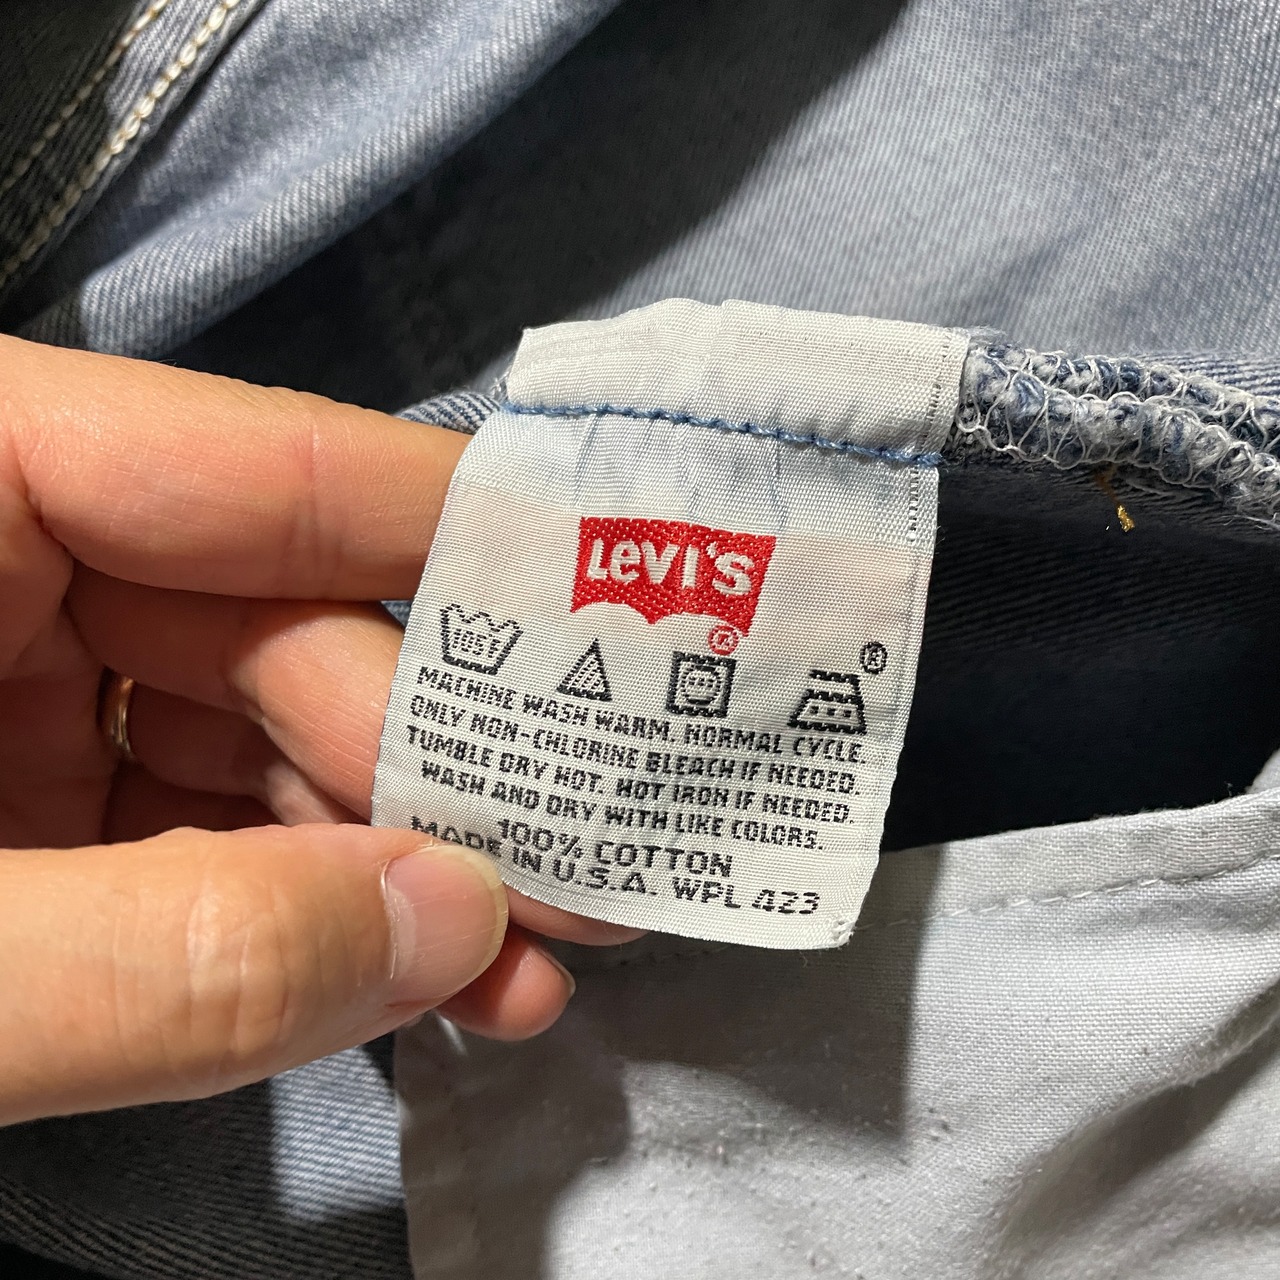 LEVI'S
®
105F
®
MACHINE WASH WARM. NORMAL CYCLE.
ONLY NON-CHLORINE BLEACH IF NEEDED.
TUMBLE DRY HOT. HOT IRON IF NEEDED.
WASH AND DRY WITH LIKE COLORS.
100% COTTON
MADE IN U.S.A. WPL 423